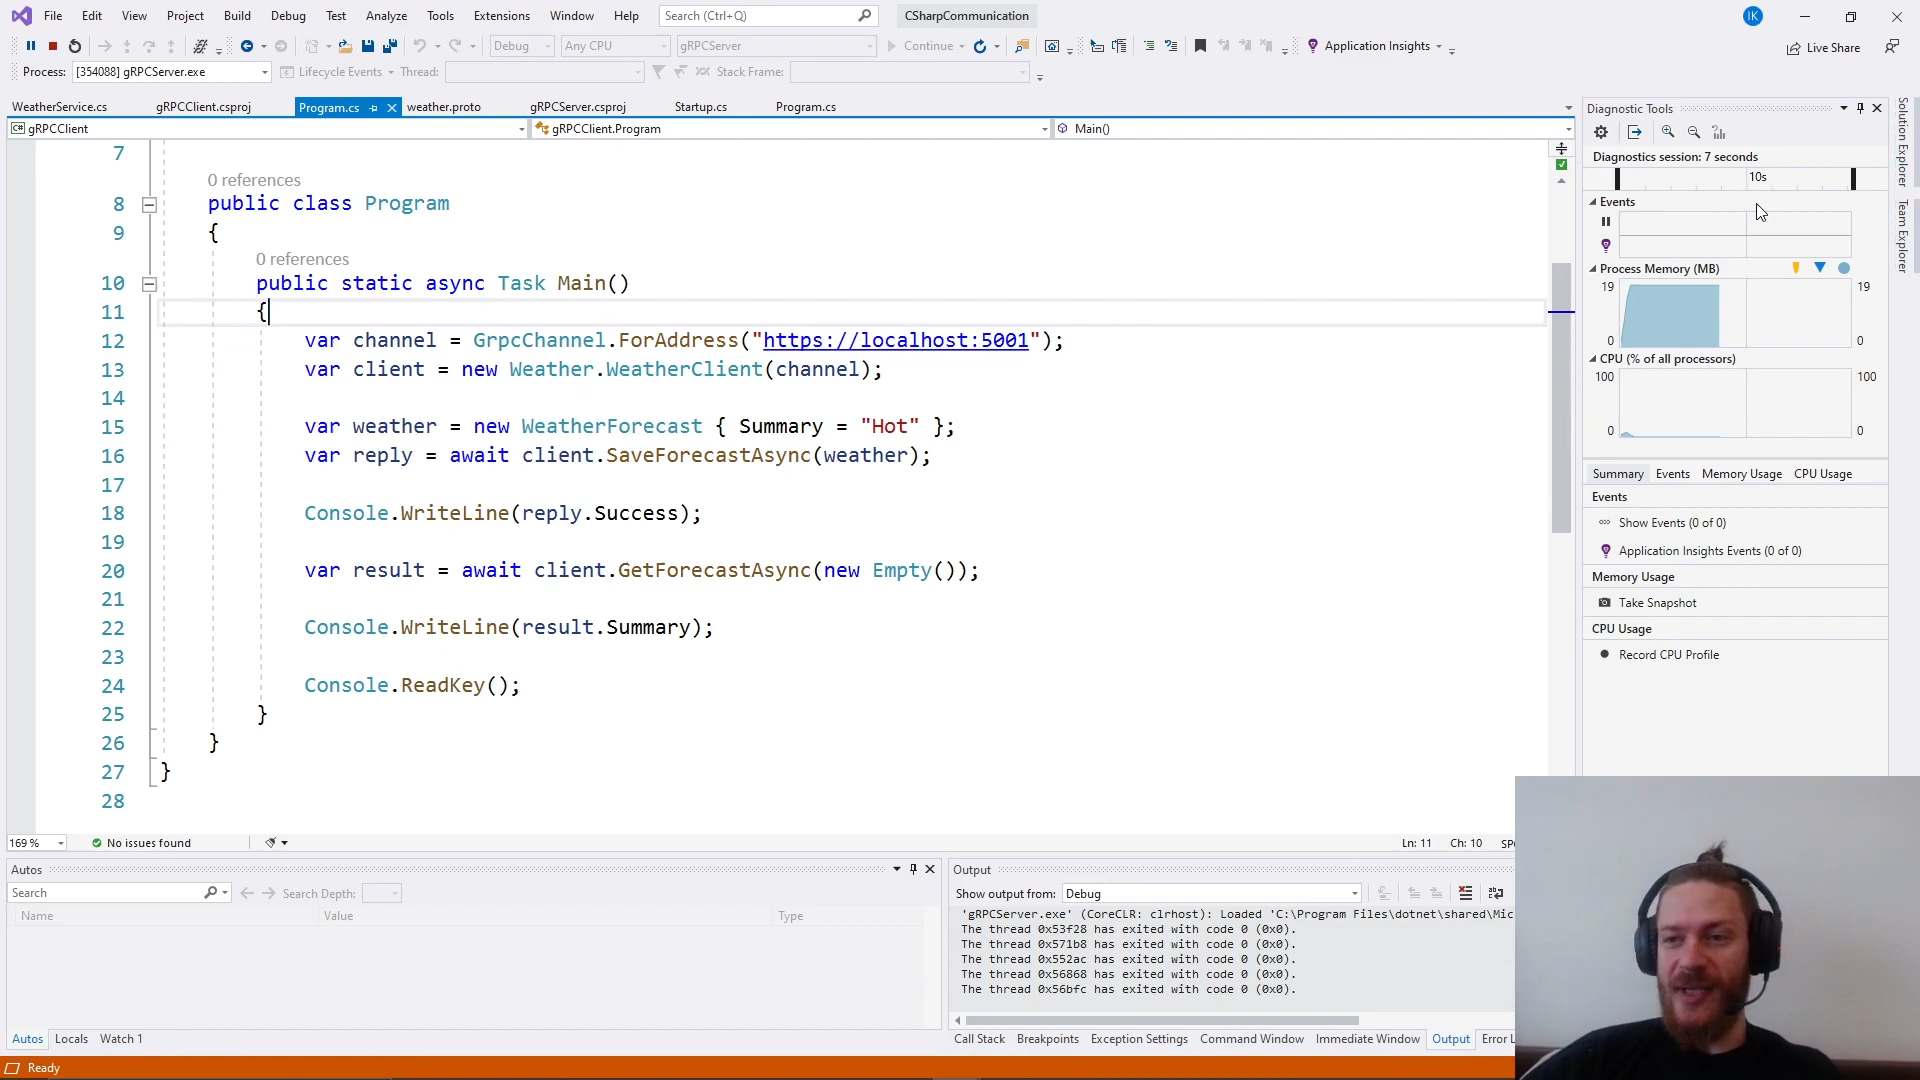 File Edit View Project Build Debug Test Analyze Tools Extensions Window Help Search (Ctrl+Q) CSharpCommunication IK
Debug Any CPU gRPCServer Continue Application Insights Live Share
Process: [354088] gRPCServer.exe Lifecycle Events Thread: Stack Frame:
WeatherService.cs gRPCClient.csproj Program.cs weather.proto gRPCServer.csproj Startup.cs Program.cs
C# gRPCClient gRPCClient.Program Main()
7
0 references
8 public class Program
9 {
0 references
10 public static async Task Main()
11 {
12 var channel = GrpcChannel.ForAddress("https://localhost:5001");
13 var client = new Weather.WeatherClient(channel);
14
15 var weather = new WeatherForecast { Summary = "Hot" };
16 var reply = await client.SaveForecastAsync(weather);
17
18 Console.WriteLine(reply.Success);
19
20 var result = await client.GetForecastAsync(new Empty());
21
22 Console.WriteLine(result.Summary);
23
24 Console.ReadKey();
25 }
26 }
27 }
28
169 % No issues found Ln: 11 Ch: 10
Diagnostic Tools
Diagnostics session: 7 seconds
10s
Events
Process Memory (MB)
19 19
0 0
CPU (% of all processors)
100 100
0 0
Summary Events Memory Usage CPU Usage
Events
Show Events (0 of 0)
Application Insights Events (0 of 0)
Memory Usage
Take Snapshot
CPU Usage
Record CPU Profile
Solution Explorer
Team Explorer
Autos
Search Search Depth:
Name Value Type
Autos Locals Watch 1
Output
Show output from: Debug
'gRPCServer.exe' (CoreCLR: clrhost): Loaded 'C:\Program Files\dotnet\shared\Mic
The thread 0x53f28 has exited with code 0 (0x0).
The thread 0x571b8 has exited with code 0 (0x0).
The thread 0x552ac has exited with code 0 (0x0).
The thread 0x56868 has exited with code 0 (0x0).
The thread 0x56bfc has exited with code 0 (0x0).
Call Stack Breakpoints Exception Settings Command Window Immediate Window Output Error L
Ready